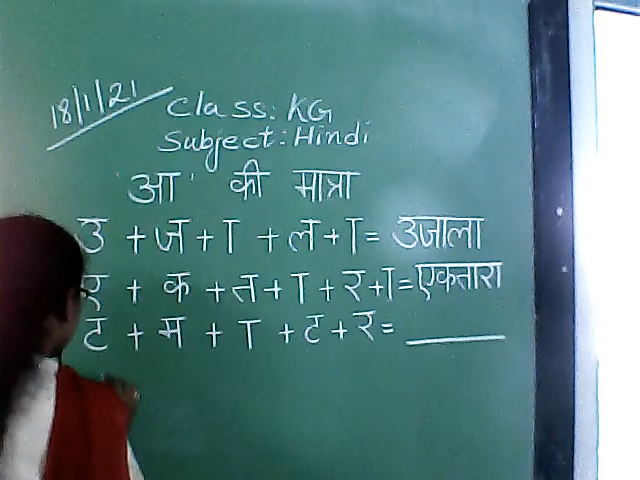 18/1/21
Class: KG
Subject: Hindi
'आ' की मात्रा
उ + ज + ा + ल + ा = उजाला
ए + क + त + ा + र + ा = एकतारा
ट + म + ा + ट + र = ______